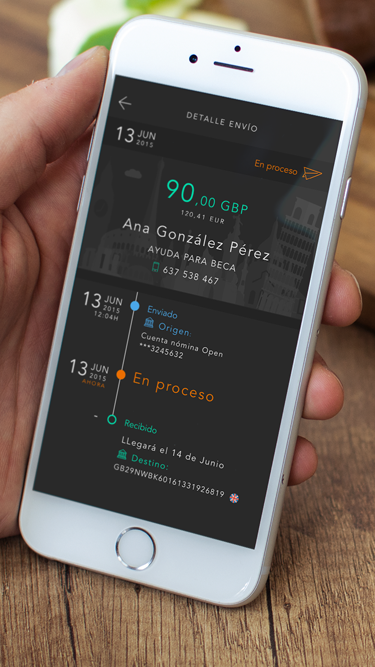 DETALLE ENVÍO
13 JUN
2015
En proceso
90,00 GBP
120,41 EUR
Ana González Pérez
AYUDA PARA BECA
637 538 467
13 JUN
2015
12:04H
Enviado
Origen:
Cuenta nómina Open
***3245632
13 JUN
2015
AHORA
En proceso
-
Recibido
LLegará el 14 de Junio
Destino:
GB29NWBK60161331926819